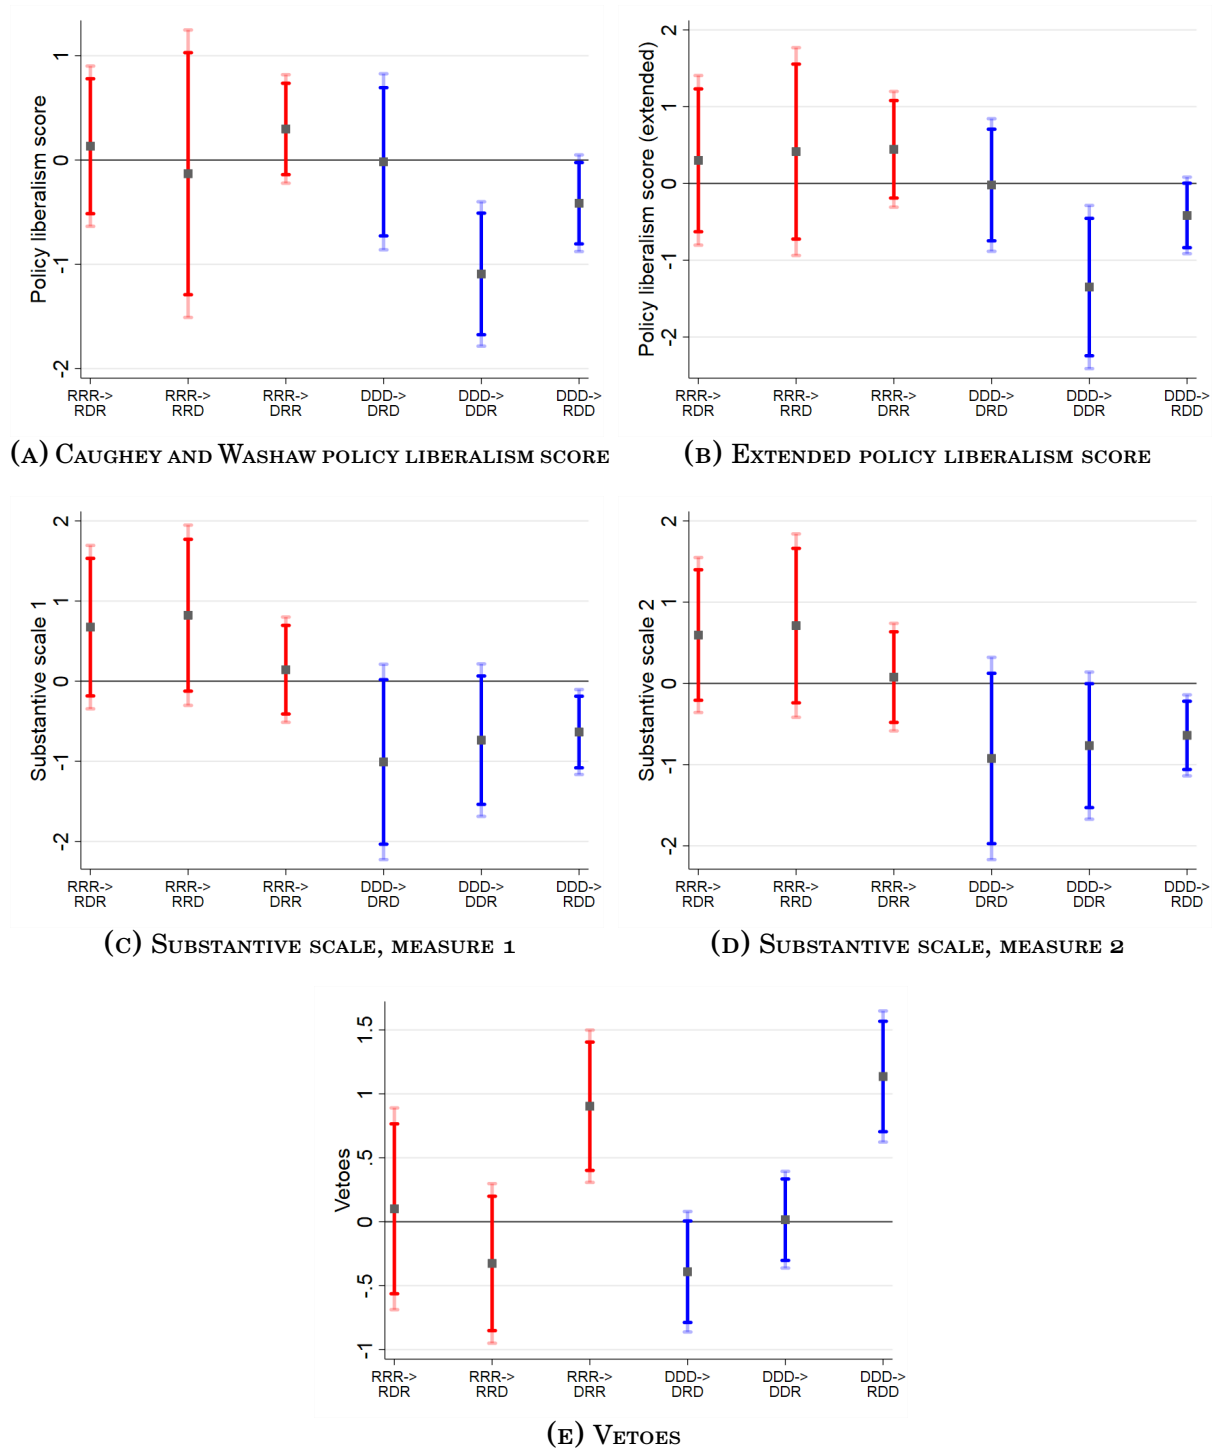 Policy liberalism score
1
0
-1
-2
RRR-> RRR-> RRR-> DDD-> DDD-> DDD->
RDR RRD DRR DRD DDR RDD
(A) Caughey and Washaw policy liberalism score
Policy liberalism score (extended)
2
1
0
-1
-2
RRR-> RRR-> RRR-> DDD-> DDD-> DDD->
RDR RRD DRR DRD DDR RDD
(B) Extended policy liberalism score
Substantive scale 1
2
1
0
-1
-2
RRR-> RRR-> RRR-> DDD-> DDD-> DDD->
RDR RRD DRR DRD DDR RDD
(C) Substantive scale, measure 1
Substantive scale 2
2
1
0
-1
-2
RRR-> RRR-> RRR-> DDD-> DDD-> DDD->
RDR RRD DRR DRD DDR RDD
(D) Substantive scale, measure 2
Vetoes
1.5
1
.5
0
-.5
-1
RRR-> RRR-> RRR-> DDD-> DDD-> DDD->
RDR RRD DRR DRD DDR RDD
(E) Vetoes